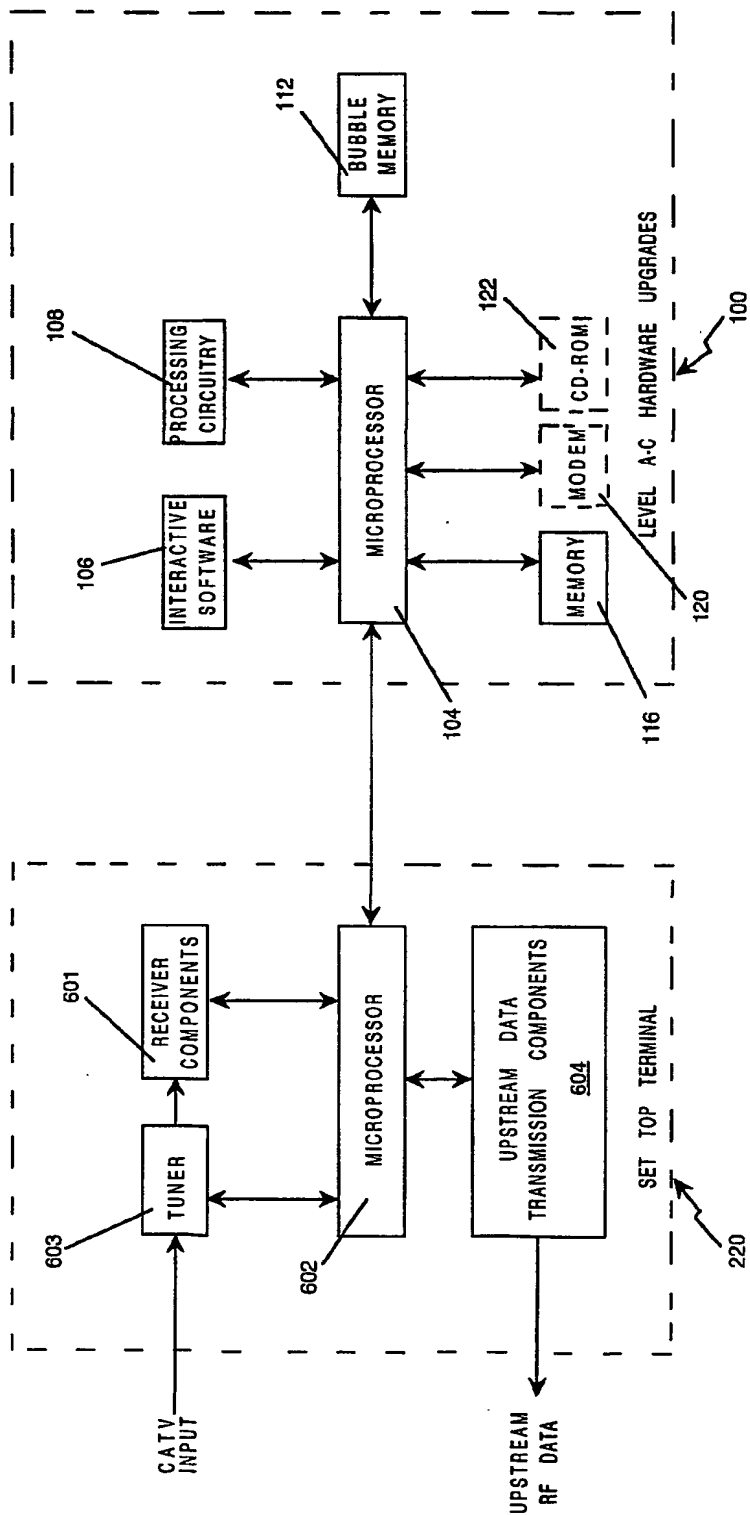 CATV
INPUT
603
TUNER
601
RECEIVER
COMPONENTS
602
MICROPROCESSOR
UPSTREAM DATA
TRANSMISSION COMPONENTS
604
UPSTREAM
RF DATA
SET TOP TERMINAL
220
106
INTERACTIVE
SOFTWARE
108
PROCESSING
CIRCUITRY
MICROPROCESSOR
104
112
BUBBLE
MEMORY
MEMORY
116
MODEM
120
CD-ROM
122
LEVEL A-C HARDWARE UPGRADES
100